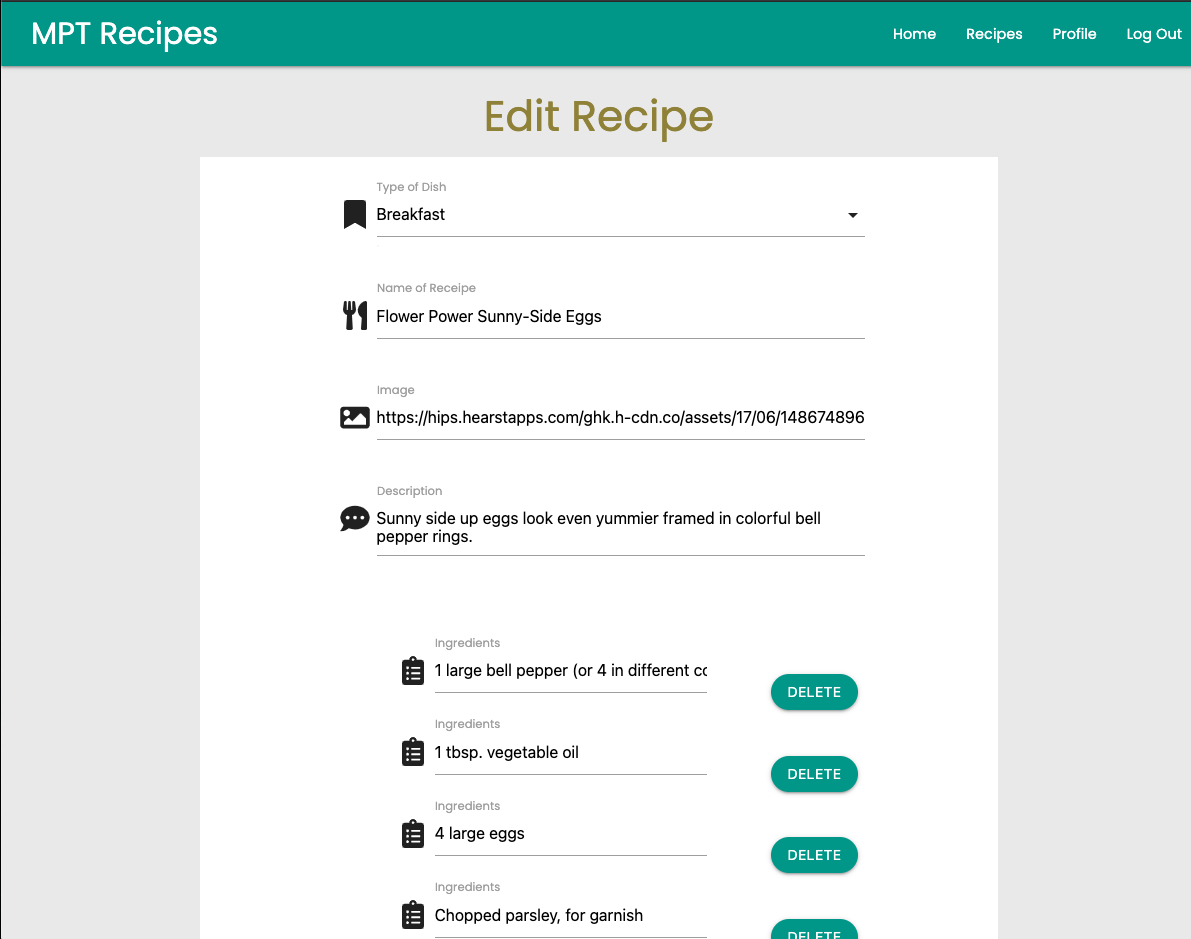 MPT Recipes
Home Recipes Profile Log Out
Edit Recipe
Type of Dish
Breakfast
Name of Receipe
Flower Power Sunny-Side Eggs
Image
https://hips.hearstapps.com/ghk.h-cdn.co/assets/17/06/148674896
Description
Sunny side up eggs look even yummier framed in colorful bell
pepper rings.
Ingredients
1 large bell pepper (or 4 in different co
DELETE
Ingredients
1 tbsp. vegetable oil
DELETE
Ingredients
4 large eggs
DELETE
Ingredients
Chopped parsley, for garnish
DELETE